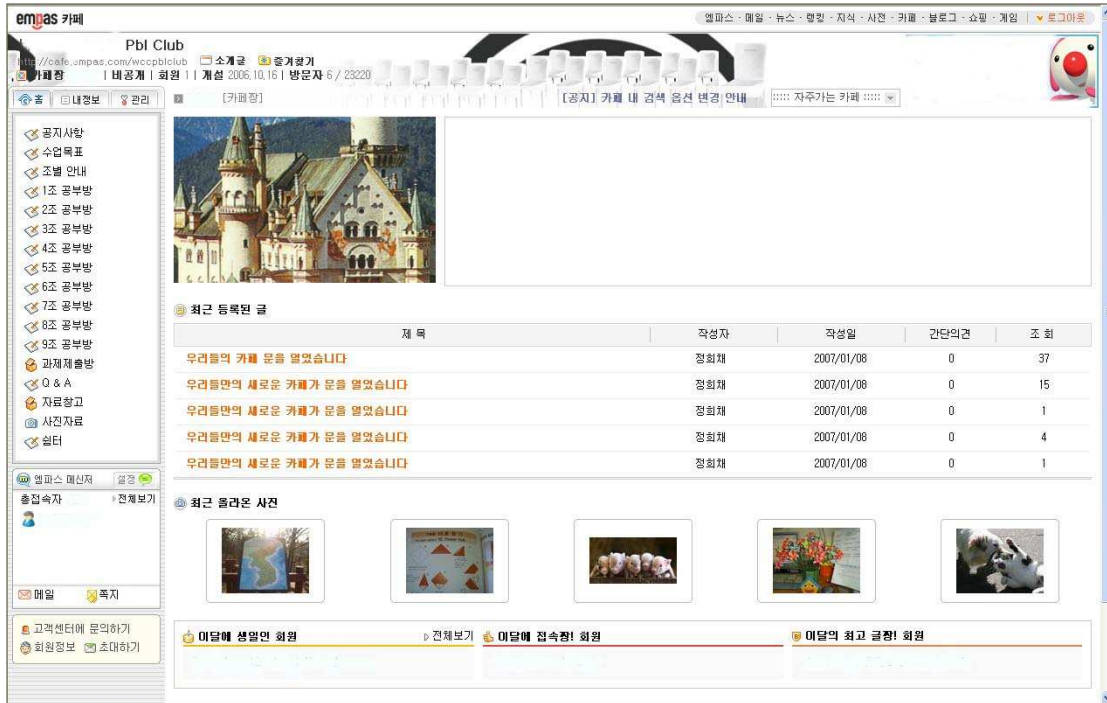 empas 카페
엠파스 · 메일 · 뉴스 · 랭킹 · 지식 · 사전 · 카페 · 블로그 · 쇼핑 · 게임 | 로그아웃
Pbl Club
http://cafe.empas.com/wccpblclub 소개글 즐겨찾기
카페장 | 비공개 | 회원 1 | 개설 2006.10.16 | 방문자 6 / 23220
홈 내정보 관리
[카페장]
[공지] 카페 내 검색 옵션 변경 안내
::::: 자주가는 카페 :::::
공지사항
수업목표
조별 안내
1조 공부방
2조 공부방
3조 공부방
4조 공부방
5조 공부방
6조 공부방
7조 공부방
8조 공부방
9조 공부방
과제제출방
Q & A
자료창고
사진자료
쉼터
엠파스 메신저 설정
총접속자 전체보기
메일 쪽지
고객센터에 문의하기
회원정보 초대하기
최근 등록된 글
제 목 작성자 작성일 간단의견 조 회
우리들의 카페 문을 열었습니다 정희채 2007/01/08 0 37
우리들만의 새로운 카페가 문을 열었습니다 정희채 2007/01/08 0 15
우리들만의 새로운 카페가 문을 열었습니다 정희채 2007/01/08 0 1
우리들만의 새로운 카페가 문을 열었습니다 정희채 2007/01/08 0 4
우리들만의 새로운 카페가 문을 열었습니다 정희채 2007/01/08 0 1
최근 올라온 사진
이달에 생일인 회원 전체보기
이달에 접속짱! 회원
이달의 최고 글짱! 회원